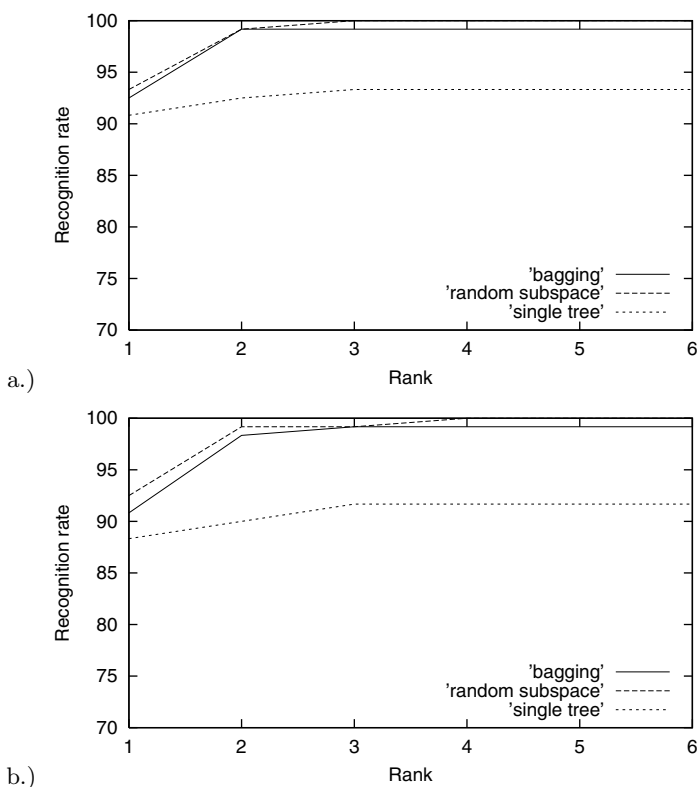 100
95
90
85
80
75
70
Recognition rate
'bagging'
'random subspace'
'single tree'
1 2 3 4 5 6
Rank
a.)
100
95
90
85
80
75
70
Recognition rate
'bagging'
'random subspace'
'single tree'
1 2 3 4 5 6
Rank
b.)